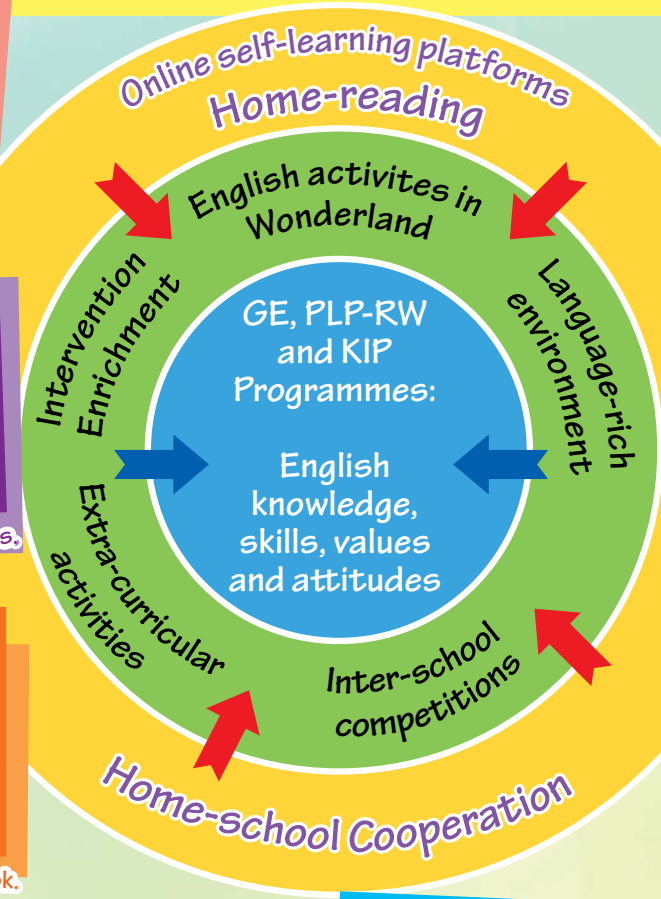 Online self-learning platforms
Home-reading
English activites in
Wonderland
Intervention
Enrichment
Language-rich
environment
GE, PLP-RW
and KIP
Programmes:
English
knowledge,
skills, values
and attitudes
s.
Extra-curricular
activities
Inter-school
competitions
Home-school Cooperation
k.